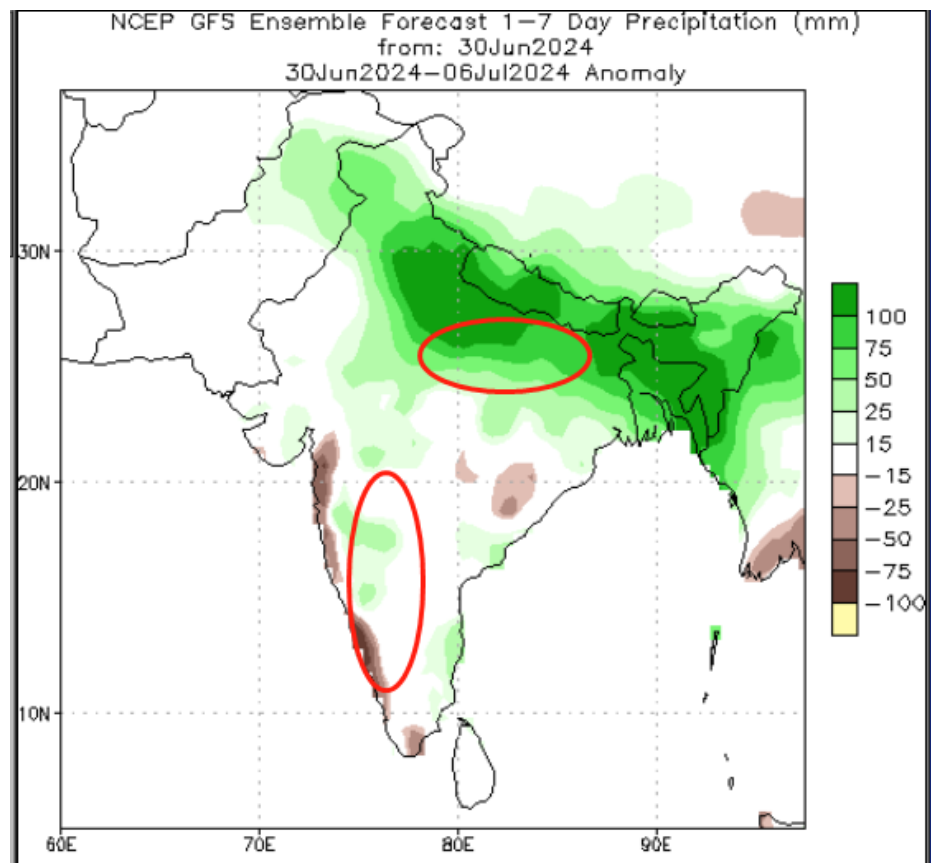 NCEP GFS Ensemble Forecast 1-7 Day Precipitation (mm)
from: 30Jun2024
30Jun2024-06Jul2024 Anomaly
30N
20N
10N
60E
70E
80E
90E
100
75
50
25
15
-15
-25
-50
-75
-100